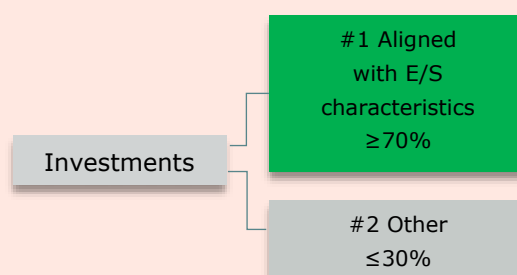 #1 Aligned
with E/S
characteristics
≥70%
Investments
#2 Other
≤30%